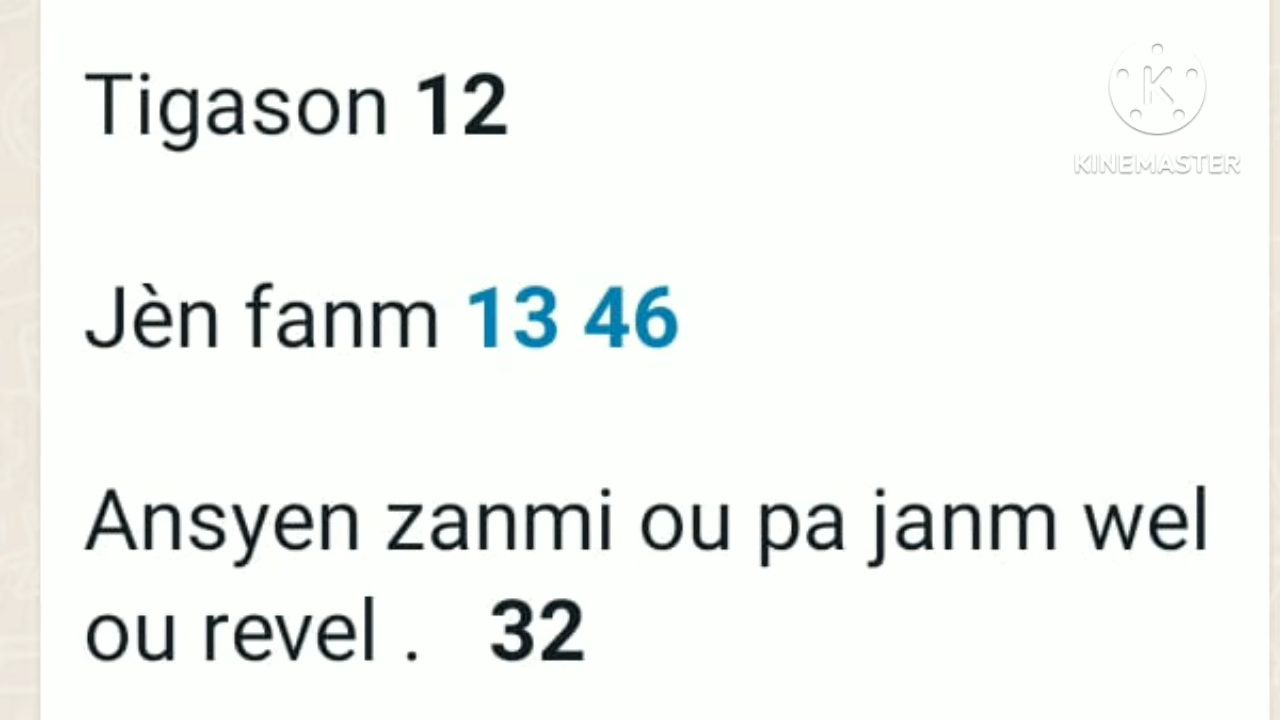 Tigason 12
KINEMASTER
Jèn fanm 13 46
Ansyen zanmi ou pa janm wel
ou revel . 32